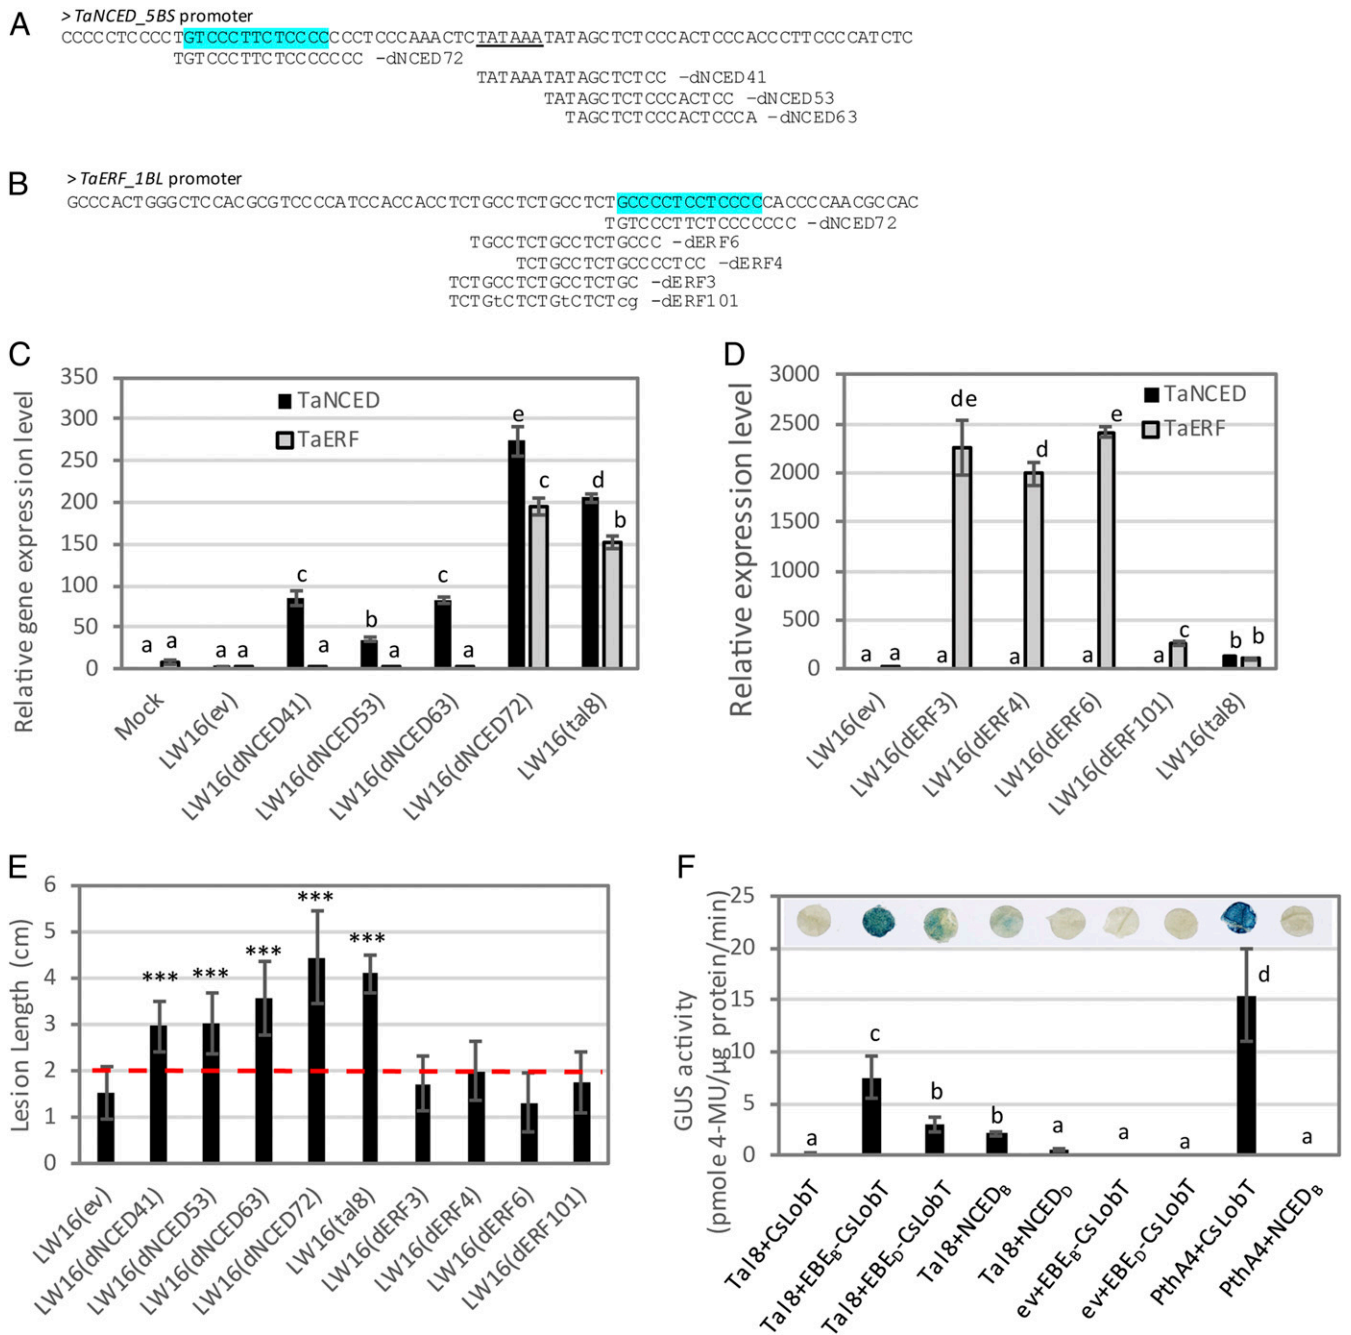 A
> TaNCED_5BS promoter
CCCCCTCCCCTGTCCCTTCTCCCCCCCTCCCAAACTCTATAAATATAGCTCTCCCACTCCCACCCTTCCCCATCTC
TGTCCCTTCTCCCCCCC -dNCED72
TATAAATATAGCTCTCC -dNCED41
TATAGCTCTCCCACTCC -dNCED53
TAGCTCTCCCACTCCCA -dNCED63
B
> TaERF_1BL promoter
GCCCACTGGGCTCCACGCGTCCCCATCCACCACCTCTGCCTCTGCCTCTGCCCCTCCTCCCCCACCCCAACGCCAC
TGTCCCTTCTCCCCCCC -dNCED72
TGCCTCTGCCTCTGCCC -dERF6
TCTGCCTCTGCCCCTCC -dERF4
TCTGCCTCTGCCTCTGC -dERF3
TCTGtCTCTGtCTCTcg -dERF101
C
Relative gene expression level
350
300
250
200
150
100
50
0
TaNCED
TaERF
a a a a c a b a c a e c d b
Mock
LW16(ev)
LW16(dNCED41)
LW16(dNCED53)
LW16(dNCED63)
LW16(dNCED72)
LW16(tal8)
D
Relative expression level
3000
2500
2000
1500
1000
500
0
TaNCED
TaERF
a a a de a d a e a c b b
LW16(ev)
LW16(dERF3)
LW16(dERF4)
LW16(dERF6)
LW16(dERF101)
LW16(tal8)
E
Lesion Length (cm)
6
5
4
3
2
1
0
*** *** *** *** ***
LW16(ev)
LW16(dNCED41)
LW16(dNCED53)
LW16(dNCED63)
LW16(dNCED72)
LW16(tal8)
LW16(dERF3)
LW16(dERF4)
LW16(dERF6)
LW16(dERF101)
F
GUS activity
(pmole 4-MU/µg protein/min)
25
20
15
10
5
0
a c b b a a a d a
Tal8+CsLobT
Tal8+EBEB-CsLobT
Tal8+EBED-CsLobT
Tal8+NCEDB
Tal8+NCEDD
ev+EBEB-CsLobT
ev+EBED-CsLobT
PthA4+CsLobT
PthA4+NCEDB